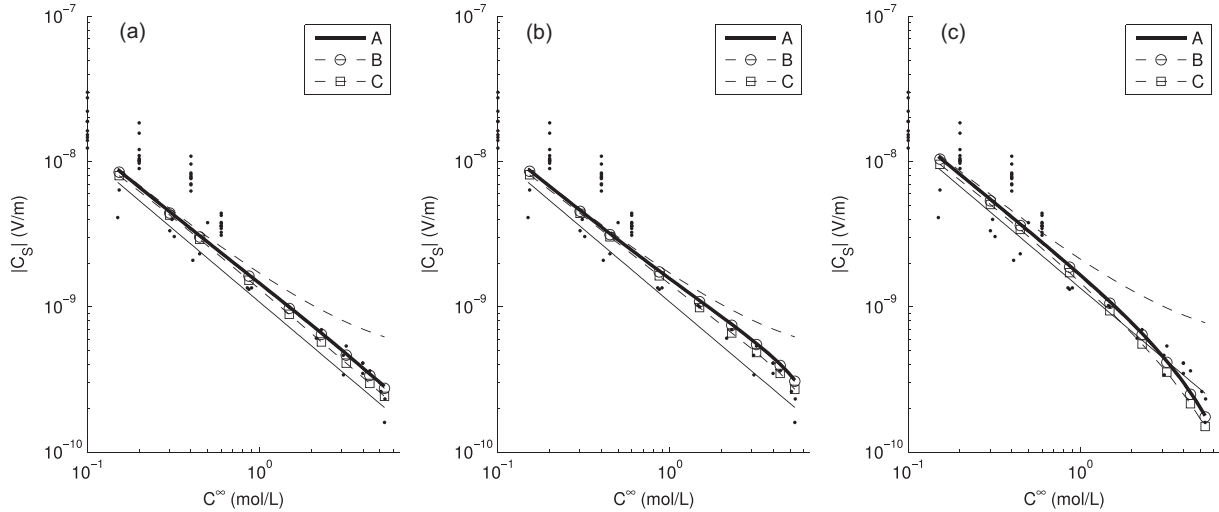 (a)
A
B
C
10⁻⁷
10⁻⁸
10⁻⁹
10⁻¹⁰
|C_S| (V/m)
10⁻¹
10⁰
C^∞ (mol/L)
(b)
A
B
C
10⁻⁷
10⁻⁸
10⁻⁹
10⁻¹⁰
|C_S| (V/m)
10⁻¹
10⁰
C^∞ (mol/L)
(c)
A
B
C
10⁻⁷
10⁻⁸
10⁻⁹
10⁻¹⁰
|C_S| (V/m)
10⁻¹
10⁰
C^∞ (mol/L)